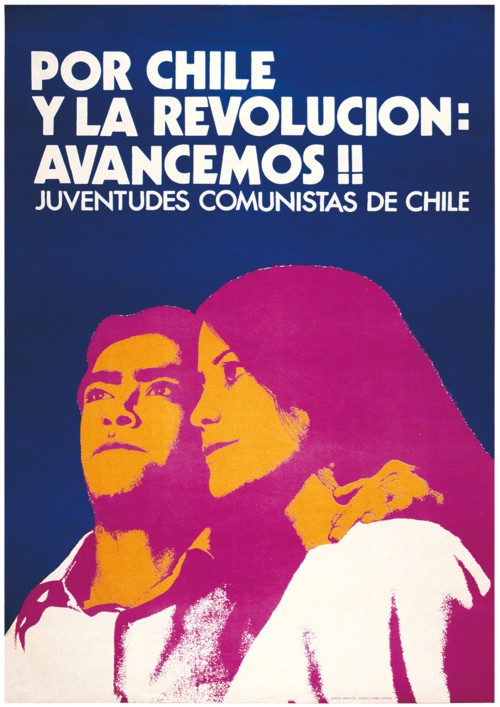 POR CHILE
Y LA REVOLUCION:
AVANCEMOS !!
JUVENTUDES COMUNISTAS DE CHILE